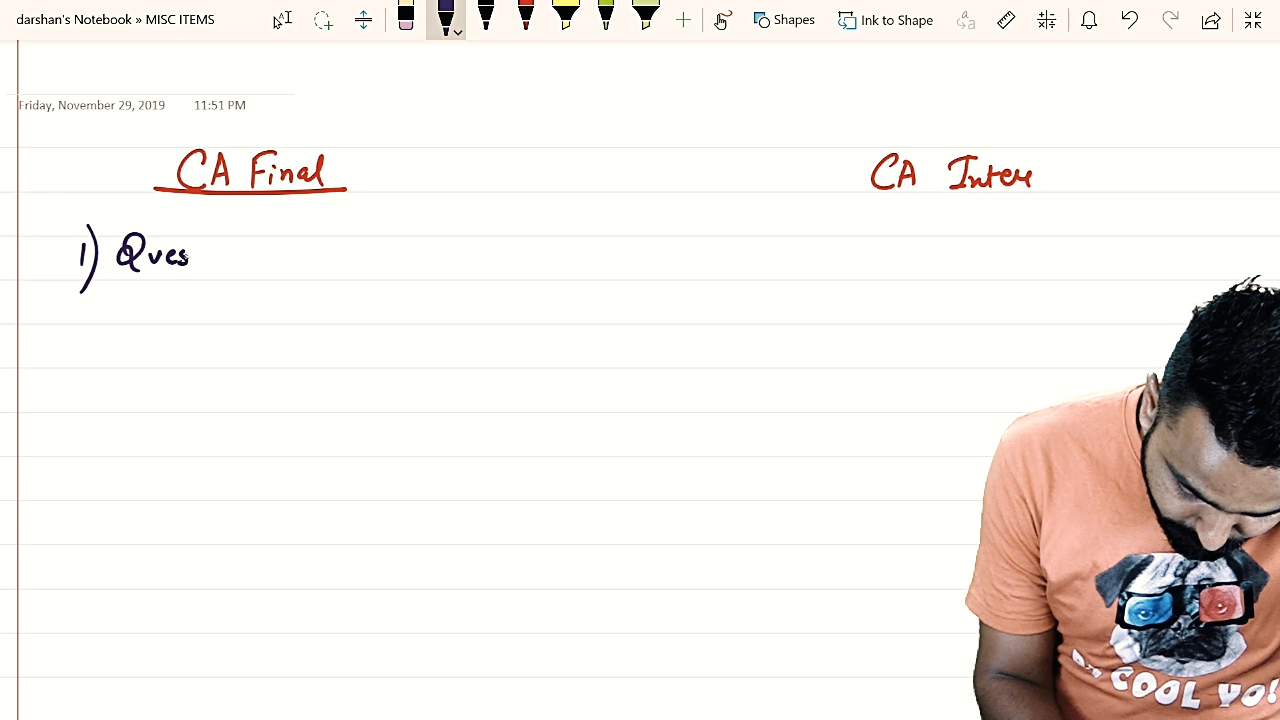 darshan's Notebook » MISC ITEMS
Shapes
Ink to Shape
Friday, November 29, 2019 11:51 PM
CA Final
CA Inter
1) Ques
COOL YO!